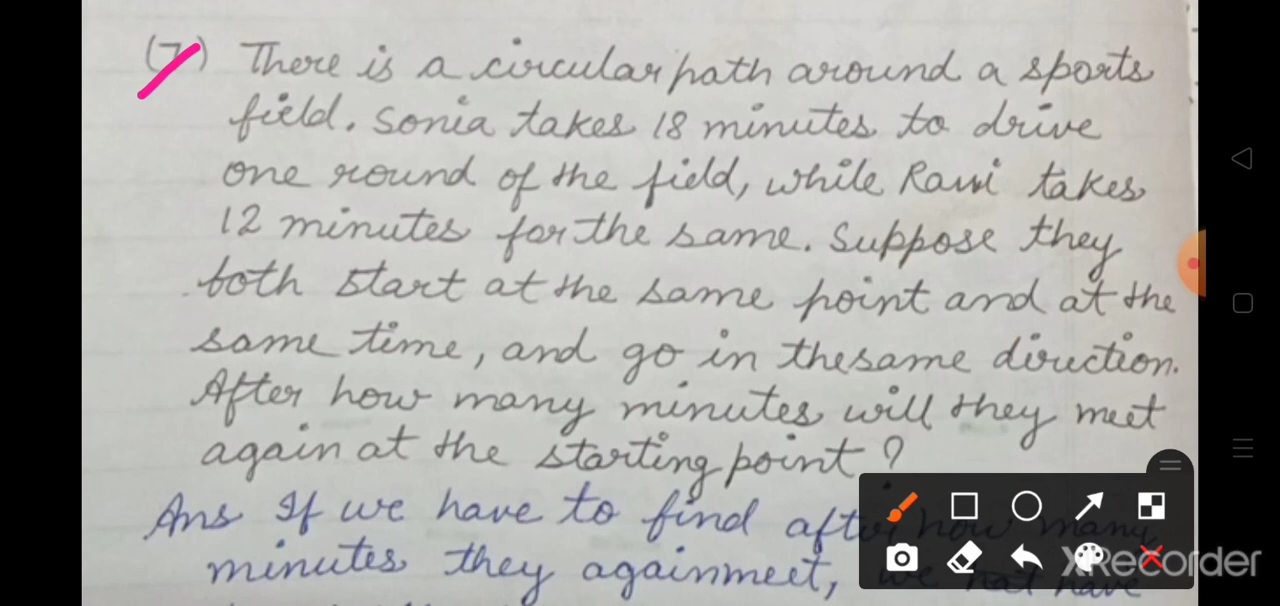 (7) There is a circular path around a sports
field. Sonia takes 18 minutes to drive
one round of the field, while Ravi takes
12 minutes for the same. Suppose they
both start at the same point and at the
same time, and go in the same direction.
After how many minutes will they meet
again at the starting point?
Ans If we have to find after how many
minutes they again meet, we have
XRecorder